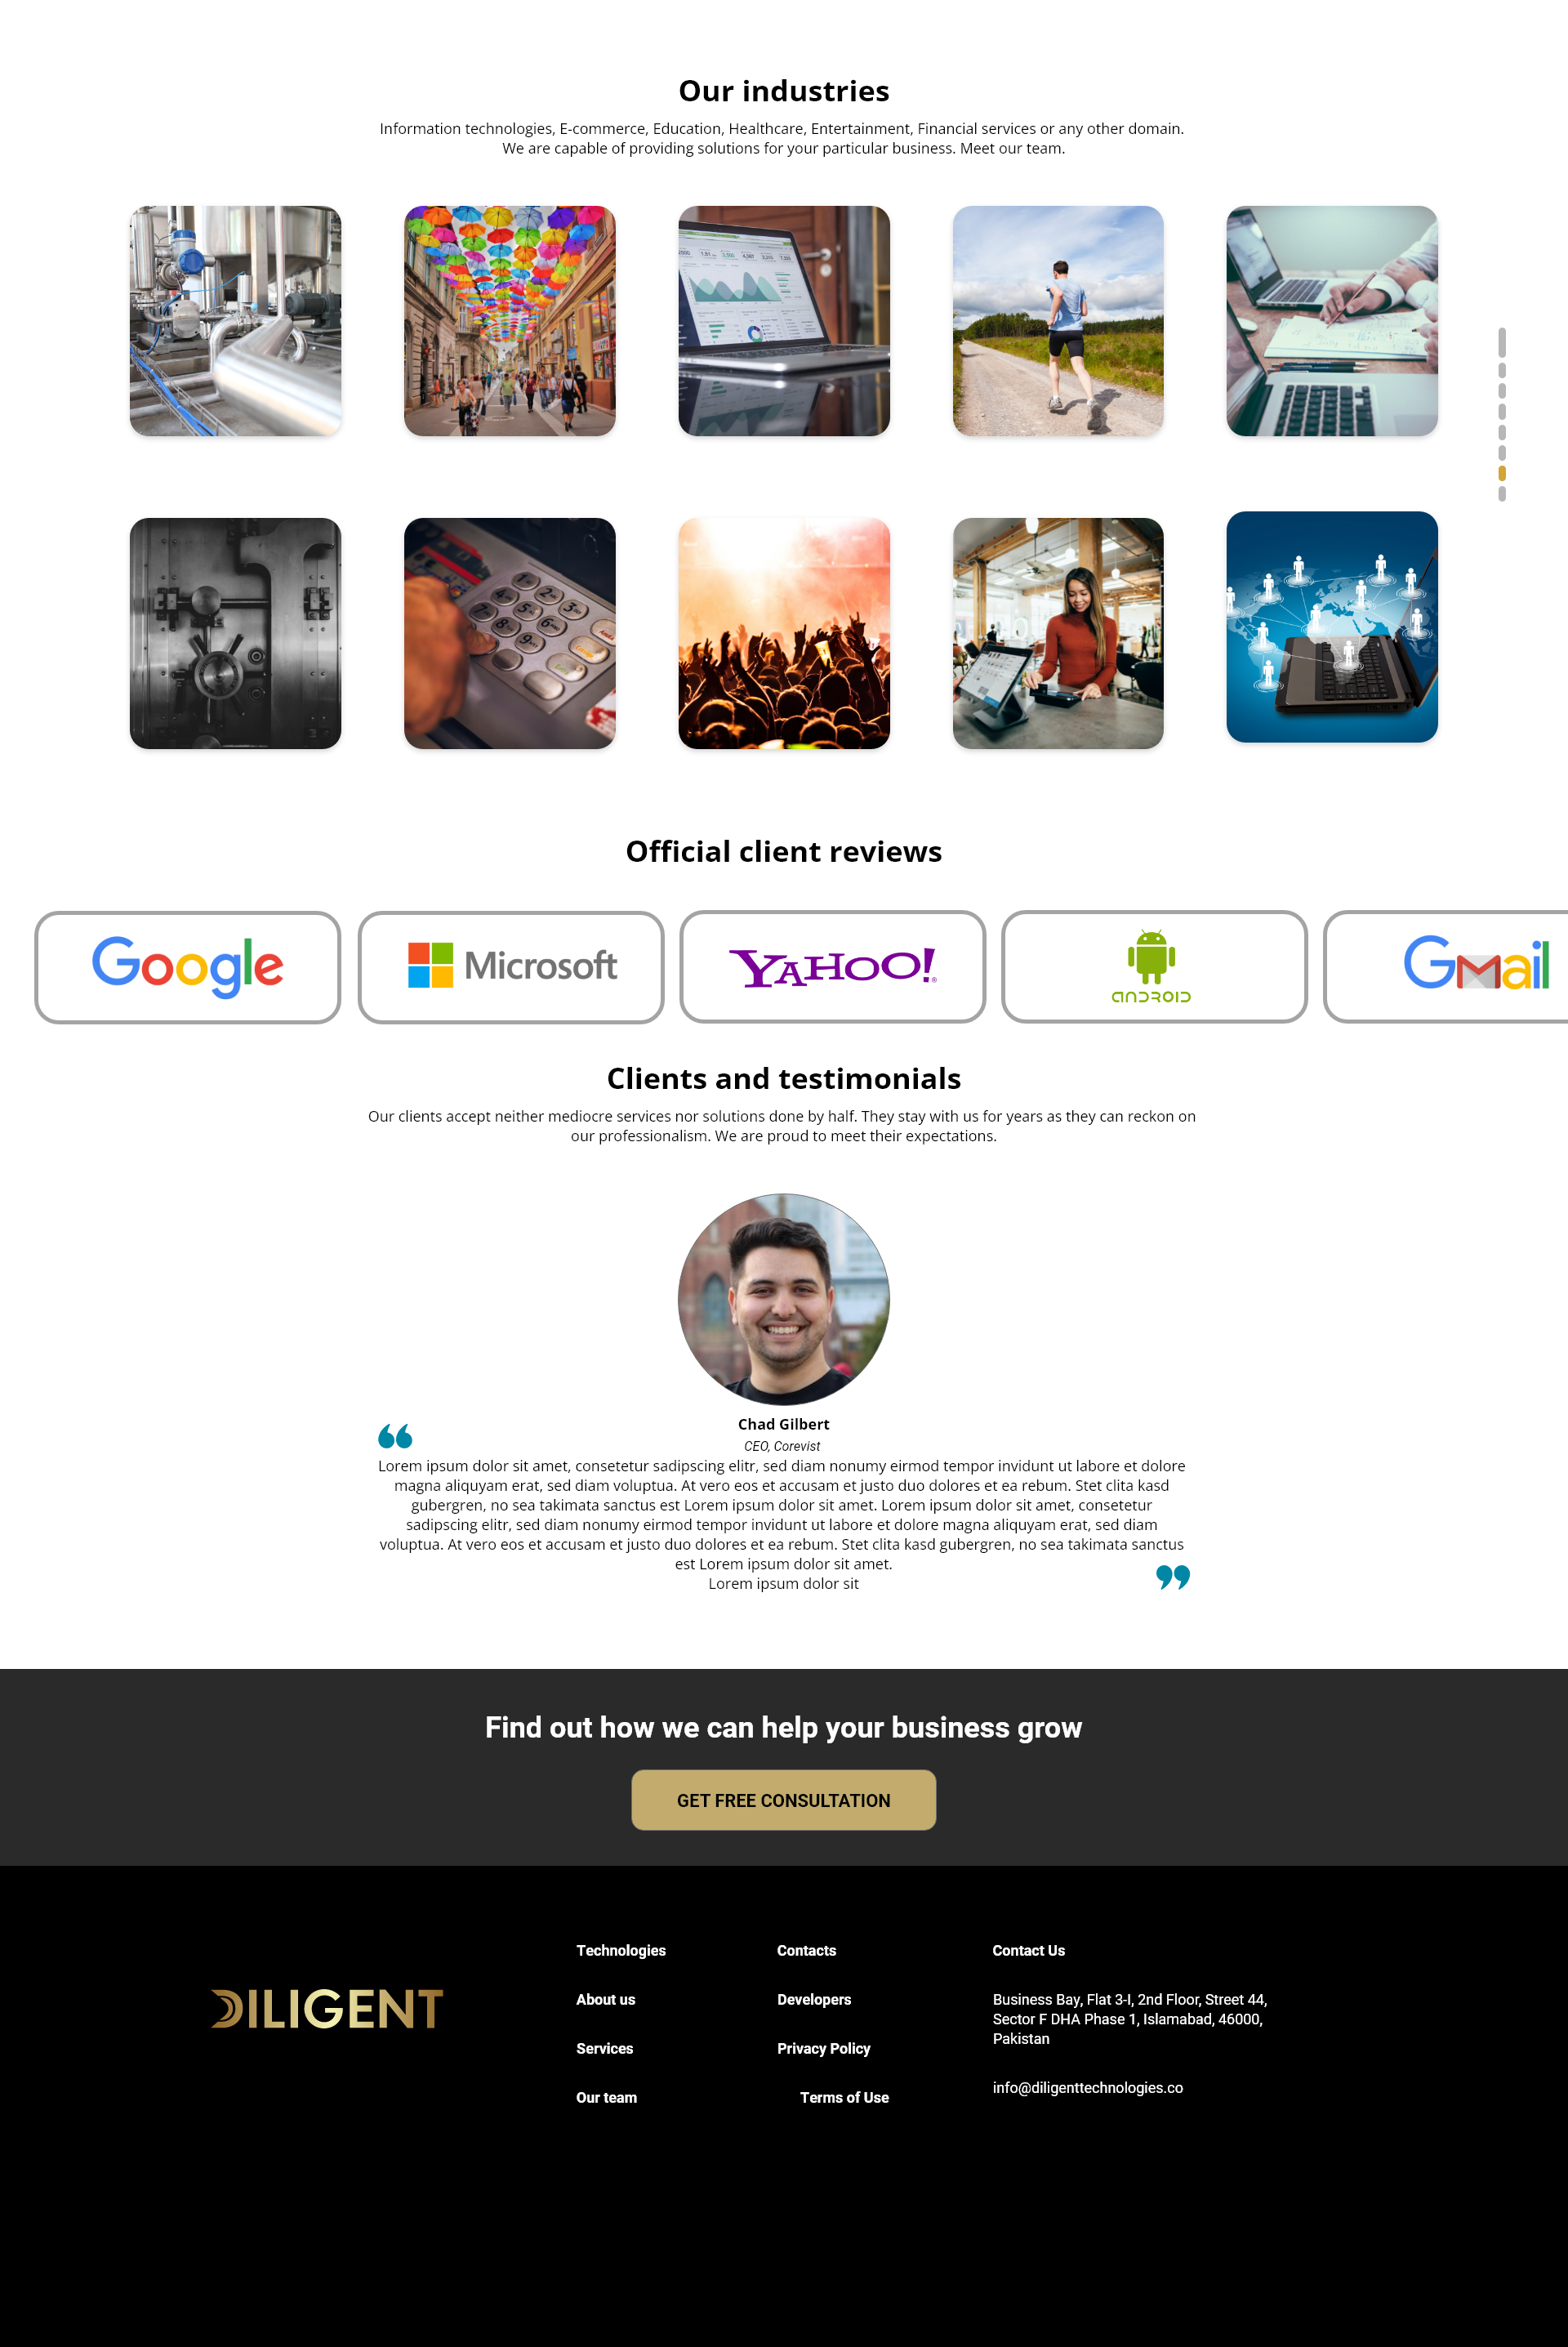 Our industries
Information technologies, E-commerce, Education, Healthcare, Entertainment, Financial services or any other domain.
We are capable of providing solutions for your particular business. Meet our team.
Official client reviews
Google
Microsoft
YAHOO!
ANDROID
Gmail
Clients and testimonials
Our clients accept neither mediocre services nor solutions done by half. They stay with us for years as they can reckon on
our professionalism. We are proud to meet their expectations.
Chad Gilbert
CEO, Corevist
Lorem ipsum dolor sit amet, consetetur sadipscing elitr, sed diam nonumy eirmod tempor invidunt ut labore et dolore
magna aliquyam erat, sed diam voluptua. At vero eos et accusam et justo duo dolores et ea rebum. Stet clita kasd
gubergren, no sea takimata sanctus est Lorem ipsum dolor sit amet. Lorem ipsum dolor sit amet, consetetur
sadipscing elitr, sed diam nonumy eirmod tempor invidunt ut labore et dolore magna aliquyam erat, sed diam
voluptua. At vero eos et accusam et justo duo dolores et ea rebum. Stet clita kasd gubergren, no sea takimata sanctus
est Lorem ipsum dolor sit amet.
Lorem ipsum dolor sit
Find out how we can help your business grow
GET FREE CONSULTATION
DILIGENT
Technologies
About us
Services
Our team
Contacts
Developers
Privacy Policy
Terms of Use
Contact Us
Business Bay, Flat 3-I, 2nd Floor, Street 44,
Sector F DHA Phase 1, Islamabad, 46000,
Pakistan
info@diligenttechnologies.co